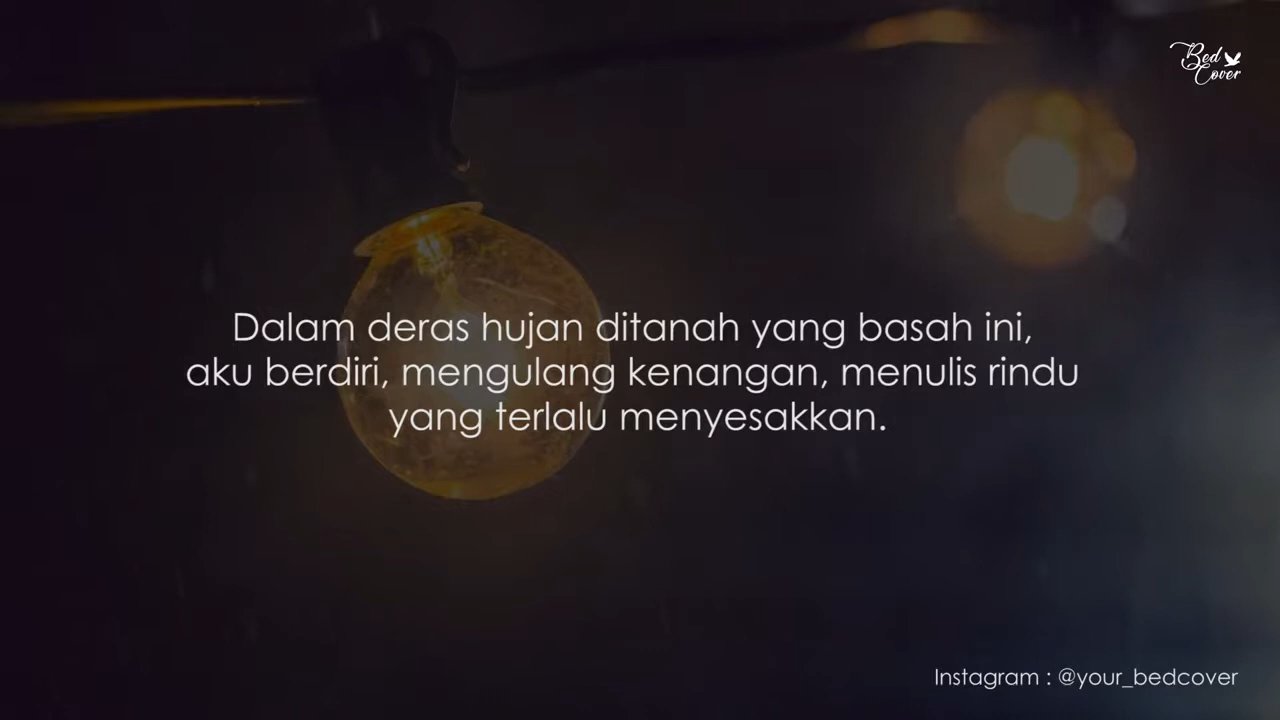 Bed
Cover
Dalam deras hujan ditanah yang basah ini,
aku berdiri, mengulang kenangan, menulis rindu
yang terlalu menyesakkan.
Instagram : @your_bedcover